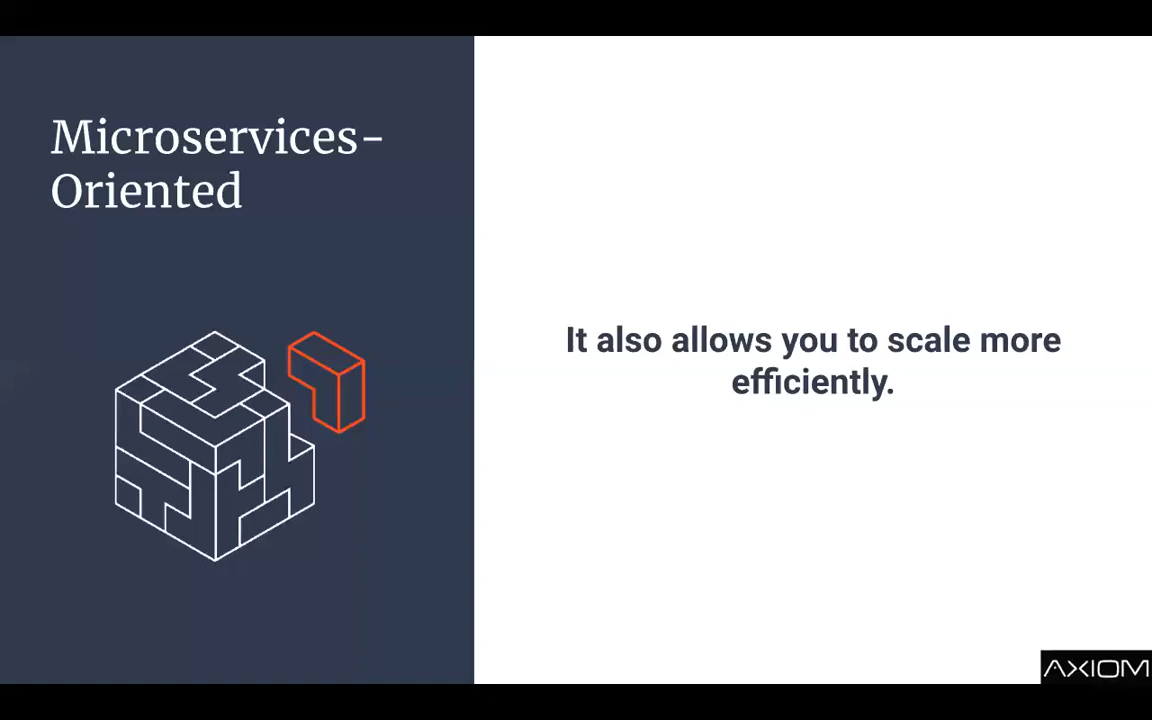 Microservices-
Oriented
It also allows you to scale more
efficiently.
AXIOM